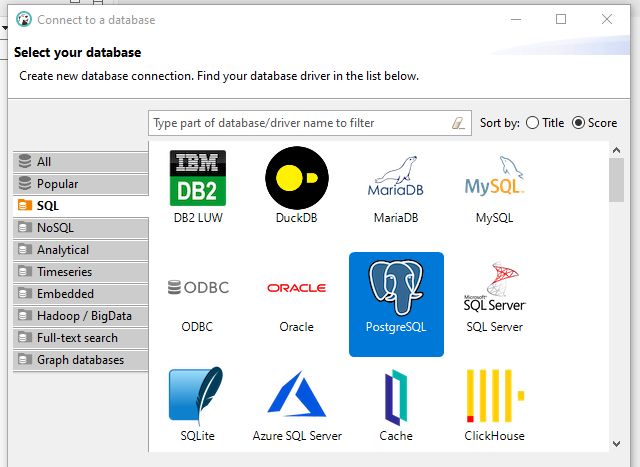 Connect to a database
Select your database
Create new database connection. Find your database driver in the list below.
Type part of database/driver name to filter
Sort by: Title Score
All
Popular
SQL
NoSQL
Analytical
Timeseries
Embedded
Hadoop / BigData
Full-text search
Graph databases
IBM
DB2
DB2 LUW
DuckDB
MariaDB
MariaDB
MySQL
MySQL
ODBC
ODBC
ORACLE
Oracle
PostgreSQL
Microsoft
SQL Server
SQL Server
SQLite
Azure SQL Server
Cache
ClickHouse